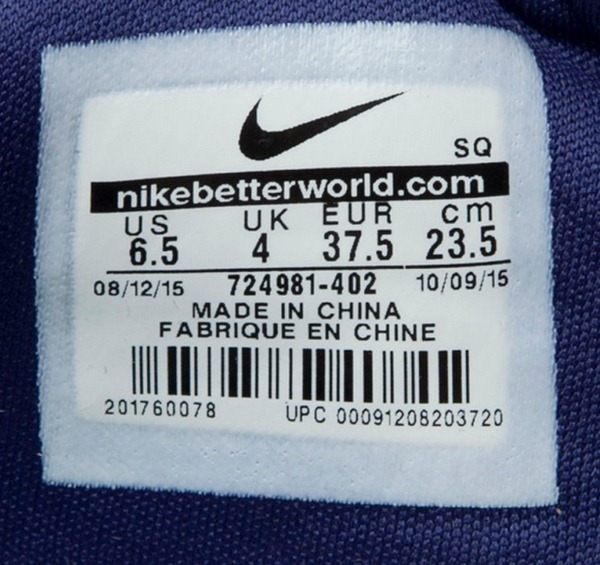 SQ
nikebetterworld.com
US UK EUR cm
6.5 4 37.5 23.5
08/12/15 724981-402 10/09/15
MADE IN CHINA
FABRIQUE EN CHINE
201760078 UPC 00091208203720